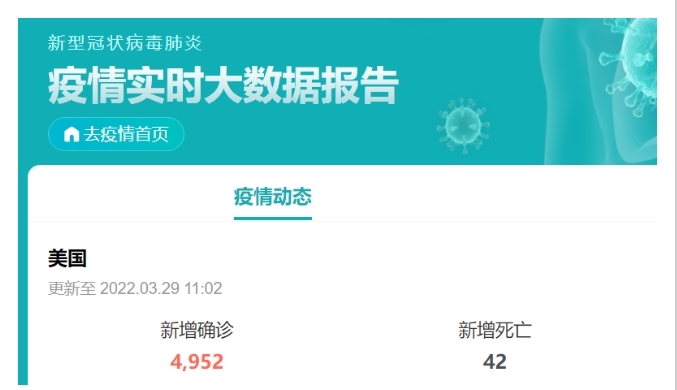 新型冠状病毒肺炎
疫情实时大数据报告
去疫情首页
疫情动态
美国
更新至 2022.03.29 11:02
新增确诊 新增死亡
4,952 42